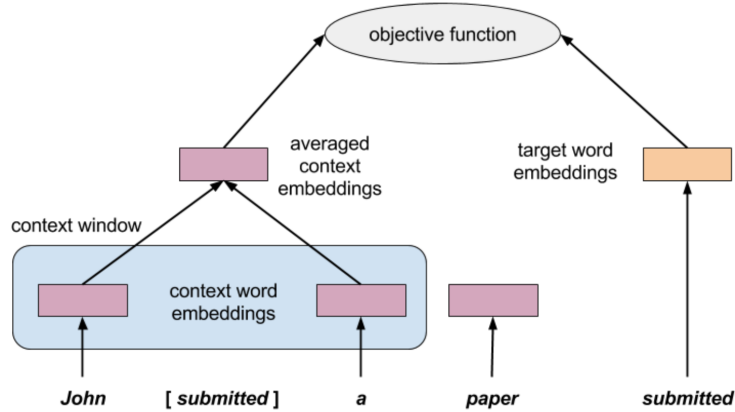 objective function
averaged
context
embeddings
target word
embeddings
context window
context word
embeddings
John [ submitted ] a paper submitted